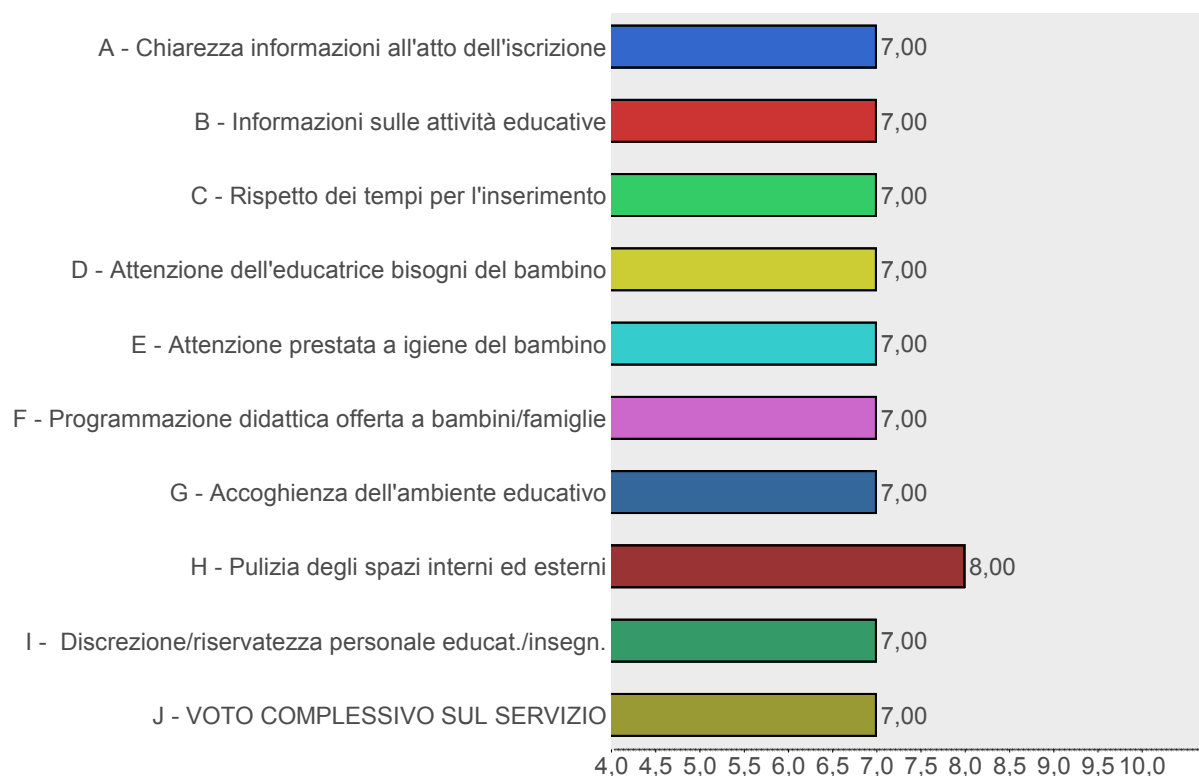 A - Chiarezza informazioni all'atto dell'iscrizione 7,00
B - Informazioni sulle attività educative 7,00
C - Rispetto dei tempi per l'inserimento 7,00
D - Attenzione dell'educatrice bisogni del bambino 7,00
E - Attenzione prestata a igiene del bambino 7,00
F - Programmazione didattica offerta a bambini/famiglie 7,00
G - Accoghienza dell'ambiente educativo 7,00
H - Pulizia degli spazi interni ed esterni 8,00
I -  Discrezione/riservatezza personale educat./insegn. 7,00
J - VOTO COMPLESSIVO SUL SERVIZIO 7,00
4,0 4,5 5,0 5,5 6,0 6,5 7,0 7,5 8,0 8,5 9,0 9,5 10,0